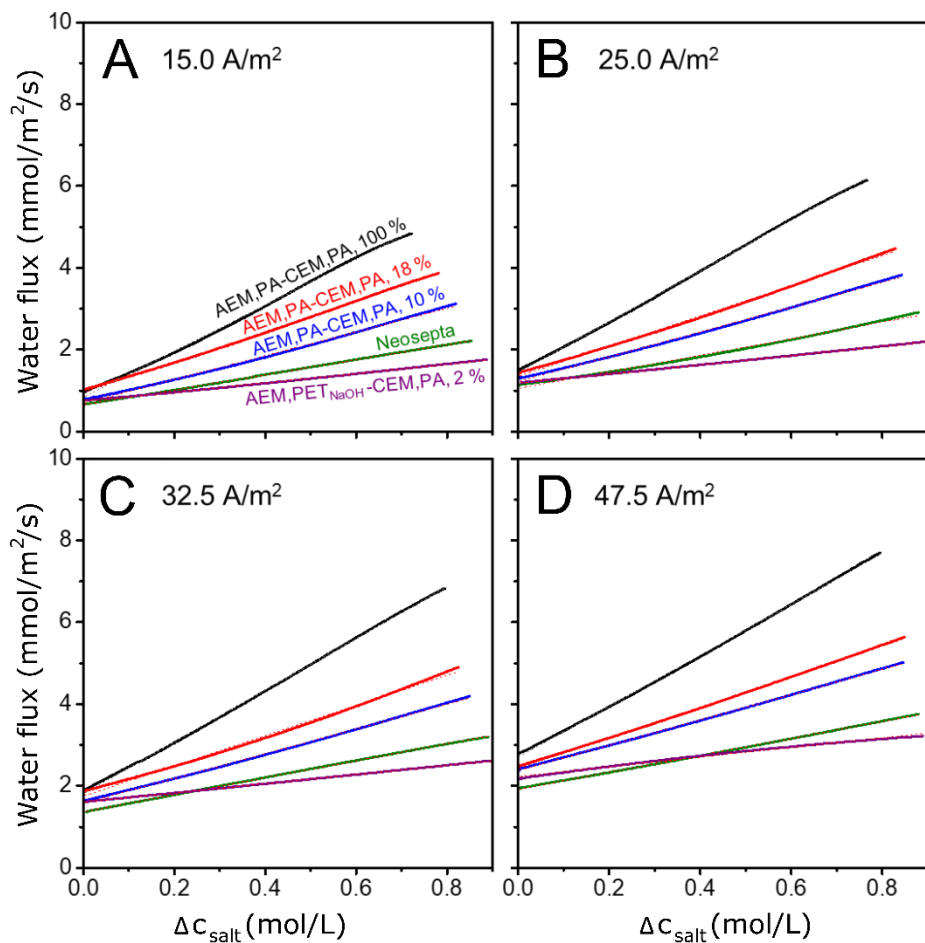 A 15.0 A/m²
B 25.0 A/m²
10
8
6
4
2
0
Water flux (mmol/m²/s)
AEM,PA-CEM,PA, 100 %
AEM,PA-CEM,PA, 18 %
AEM,PA-CEM,PA, 10 %
Neosepta
AEM,PETNaOH-CEM,PA, 2 %
C 32.5 A/m²
D 47.5 A/m²
10
8
6
4
2
0
Water flux (mmol/m²/s)
0.0 0.2 0.4 0.6 0.8
0.0 0.2 0.4 0.6 0.8
Δcsalt (mol/L)
Δcsalt (mol/L)